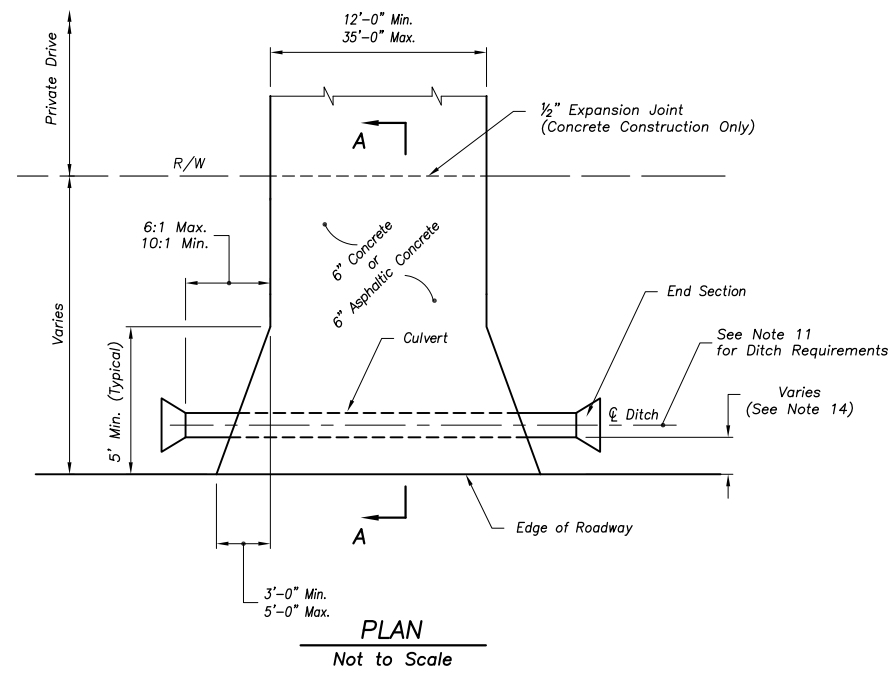 12'-0" Min.
35'-0" Max.
Private Drive
½" Expansion Joint
(Concrete Construction Only)
A
R/W
6:1 Max.
10:1 Min.
6" Concrete
or
6" Asphaltic Concrete
End Section
Varies
Culvert
See Note 11
for Ditch Requirements
5' Min. (Typical)
Varies
(See Note 14)
℄ Ditch
A
Edge of Roadway
3'-0" Min.
5'-0" Max.
PLAN
Not to Scale